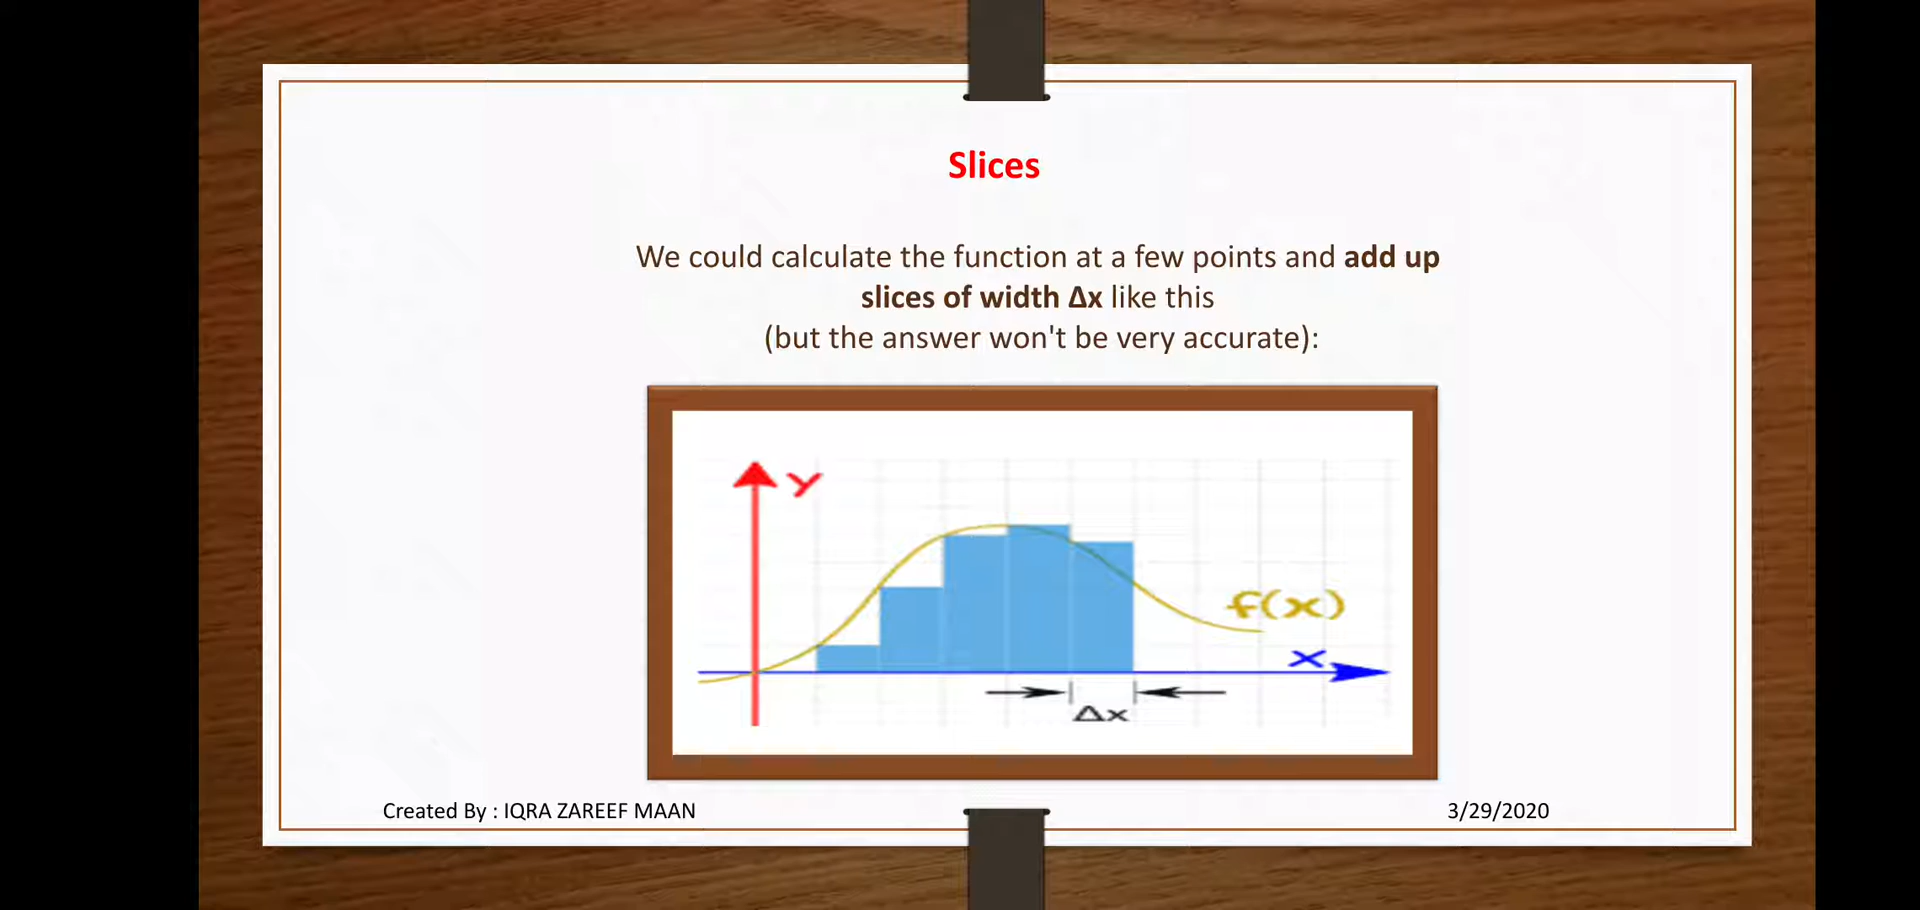 Slices
We could calculate the function at a few points and add up
slices of width Δx like this
(but the answer won't be very accurate):
y
f(x)
x
Δx
Created By : IQRA ZAREEF MAAN
3/29/2020